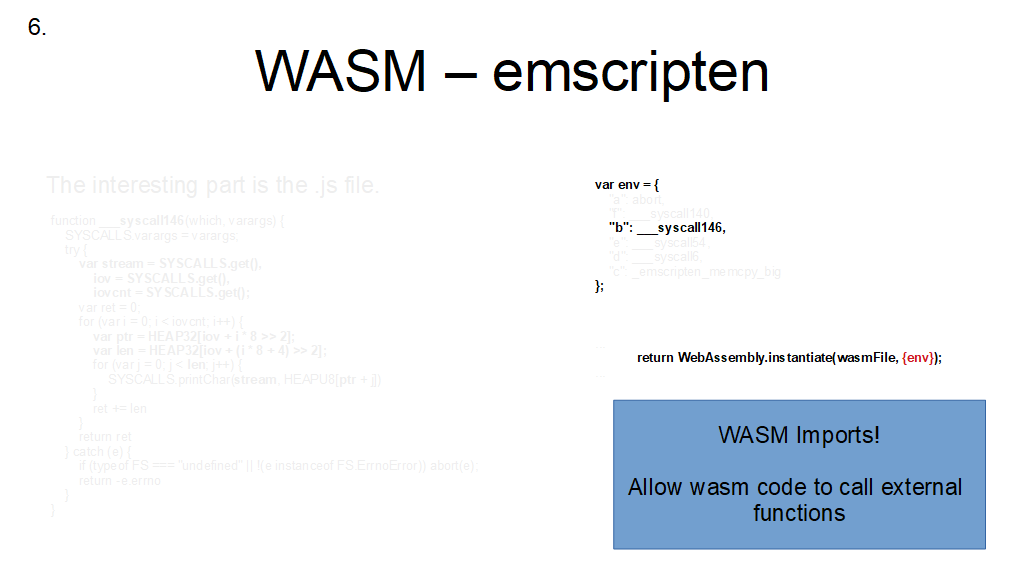 6.
WASM – emscripten
The interesting part is the .js file.
function ___syscall146(which, varargs) {
SYSCALLS.varargs = varargs;
try {
var stream = SYSCALLS.get(),
iov = SYSCALLS.get(),
iovcnt = SYSCALLS.get();
var ret = 0;
for (var i = 0; i < iovcnt; i++) {
var ptr = HEAP32[iov + i * 8 >> 2];
var len = HEAP32[iov + (i * 8 + 4) >> 2];
for (var j = 0; j < len; j++) {
SYSCALLS.printChar(stream, HEAPU8[ptr + j])
}
ret += len
}
return ret
} catch (e) {
if (typeof FS === "undefined" || !(e instanceof FS.ErrnoError)) abort(e);
return -e.errno
}
}
var env = {
"a": abort,
"f": ___syscall140,
"b": ___syscall146,
"e": ___syscall54,
"d": ___syscall6,
"c": _emscripten_memcpy_big
};
...
return WebAssembly.instantiate(wasmFile, {env});
...
WASM Imports!
Allow wasm code to call external
functions